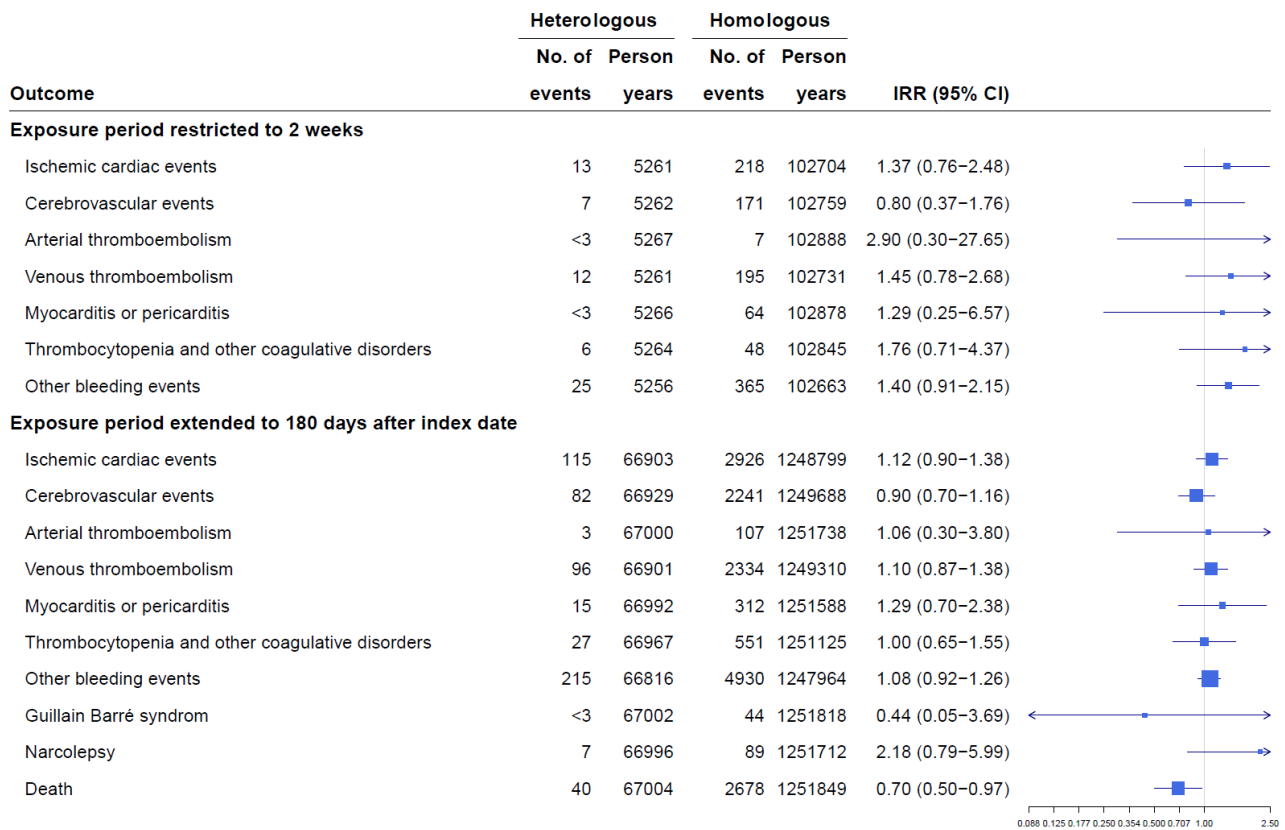 Heterologous Homologous
No. of Person No. of Person
Outcome events years events years IRR (95% CI)
Exposure period restricted to 2 weeks
Ischemic cardiac events 13 5261 218 102704 1.37 (0.76−2.48)
Cerebrovascular events 7 5262 171 102759 0.80 (0.37−1.76)
Arterial thromboembolism <3 5267 7 102888 2.90 (0.30−27.65)
Venous thromboembolism 12 5261 195 102731 1.45 (0.78−2.68)
Myocarditis or pericarditis <3 5266 64 102878 1.29 (0.25−6.57)
Thrombocytopenia and other coagulative disorders 6 5264 48 102845 1.76 (0.71−4.37)
Other bleeding events 25 5256 365 102663 1.40 (0.91−2.15)
Exposure period extended to 180 days after index date
Ischemic cardiac events 115 66903 2926 1248799 1.12 (0.90−1.38)
Cerebrovascular events 82 66929 2241 1249688 0.90 (0.70−1.16)
Arterial thromboembolism 3 67000 107 1251738 1.06 (0.30−3.80)
Venous thromboembolism 96 66901 2334 1249310 1.10 (0.87−1.38)
Myocarditis or pericarditis 15 66992 312 1251588 1.29 (0.70−2.38)
Thrombocytopenia and other coagulative disorders 27 66967 551 1251125 1.00 (0.65−1.55)
Other bleeding events 215 66816 4930 1247964 1.08 (0.92−1.26)
Guillain Barré syndrom <3 67002 44 1251818 0.44 (0.05−3.69)
Narcolepsy 7 66996 89 1251712 2.18 (0.79−5.99)
Death 40 67004 2678 1251849 0.70 (0.50−0.97)
0.088 0.125 0.177 0.250 0.354 0.500 0.707 1.00 2.50